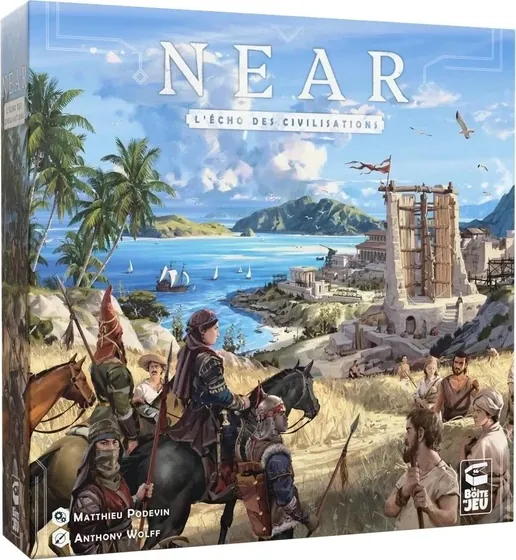 NEAR
L'ÉCHO DES CIVILISATIONS
MATTHIEU PODEVIN
ANTHONY WOLFF
LA
BOÎTE
DE
JEU